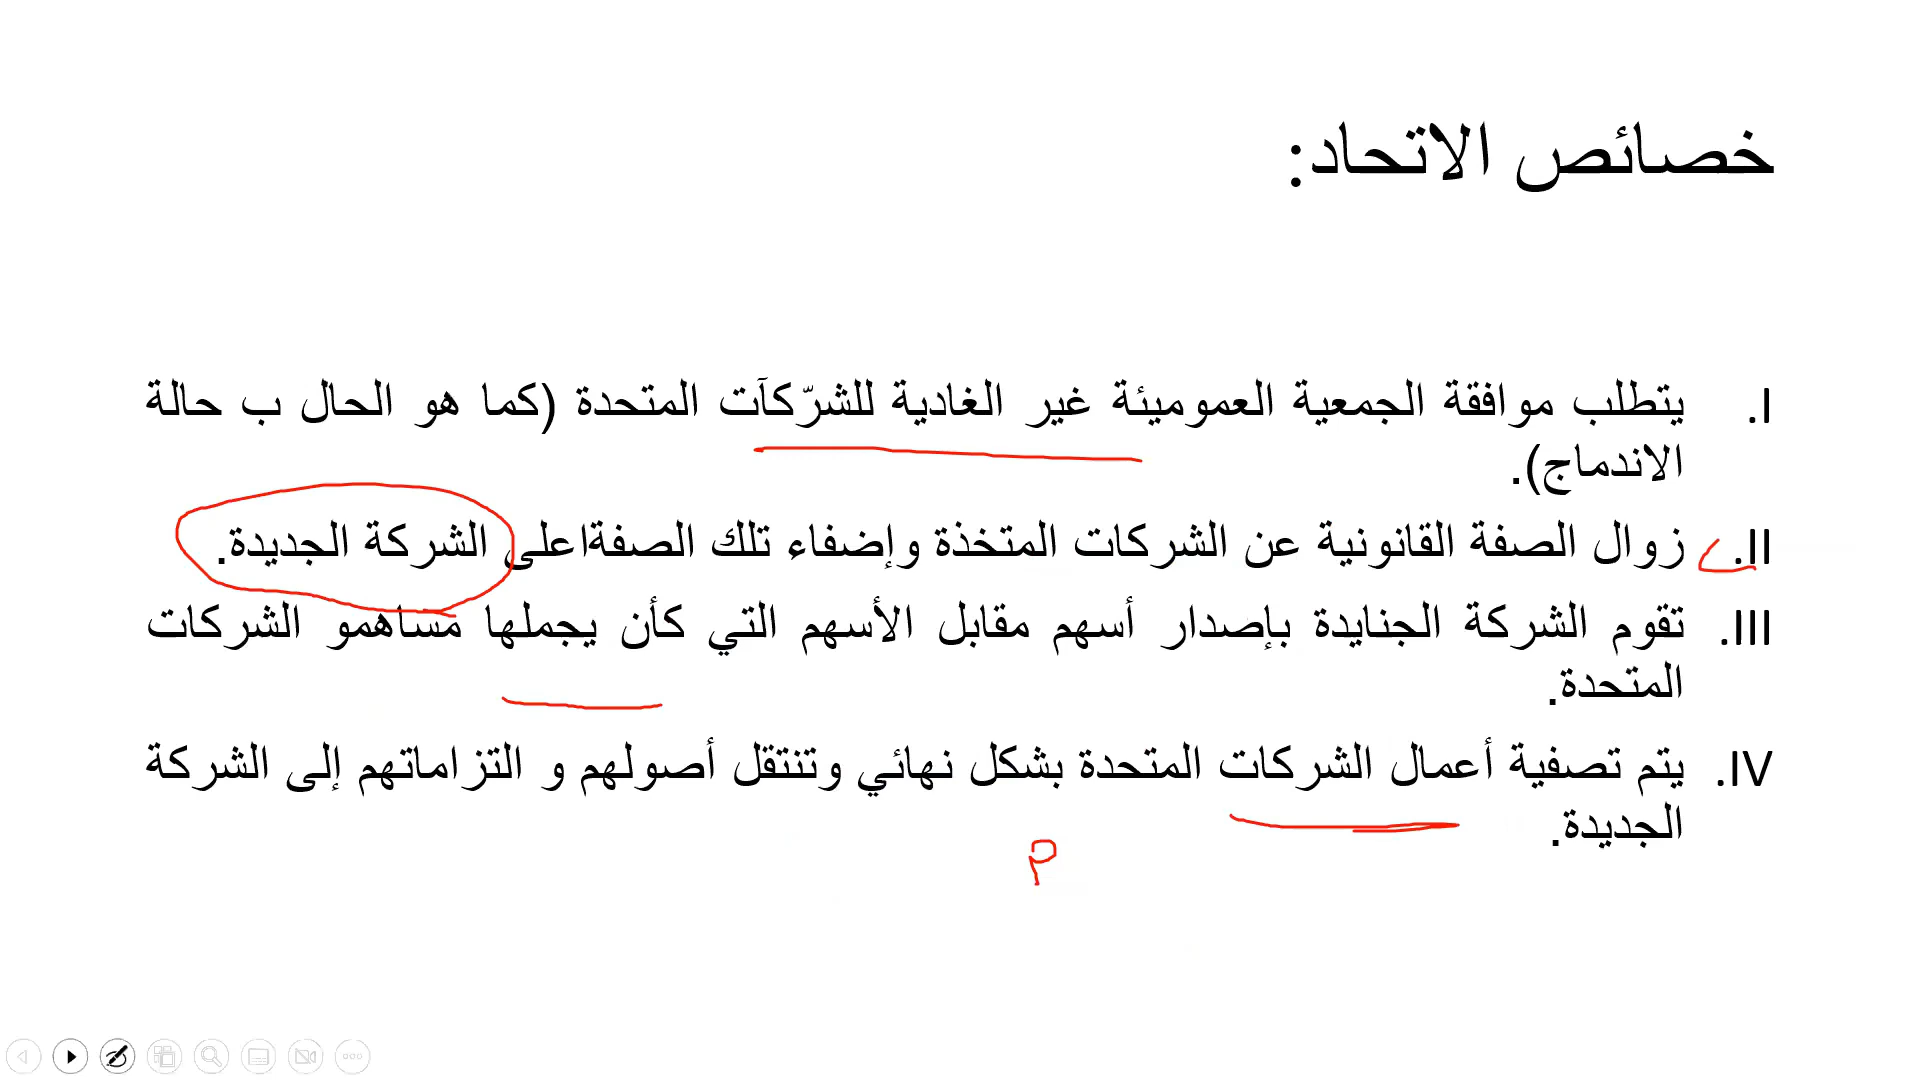 خصائص الاتحاد:
I. يتطلب موافقة الجمعية العموميئة غير الغادية للشرّكآت المتحدة (كما هو الحال ب حالة
الاندماج).
II. زوال الصفة القانونية عن الشركات المتخذة وإضفاء تلك الصفةاعلى الشركة الجديدة.
III. تقوم الشركة الجنايدة بإصدار أسهم مقابل الأسهم التي كأن يجملها مساهمو الشركات
المتحدة.
IV. يتم تصفية أعمال الشركات المتحدة بشكل نهائي وتنتقل أصولهم و التزاماتهم إلى الشركة
الجديدة.